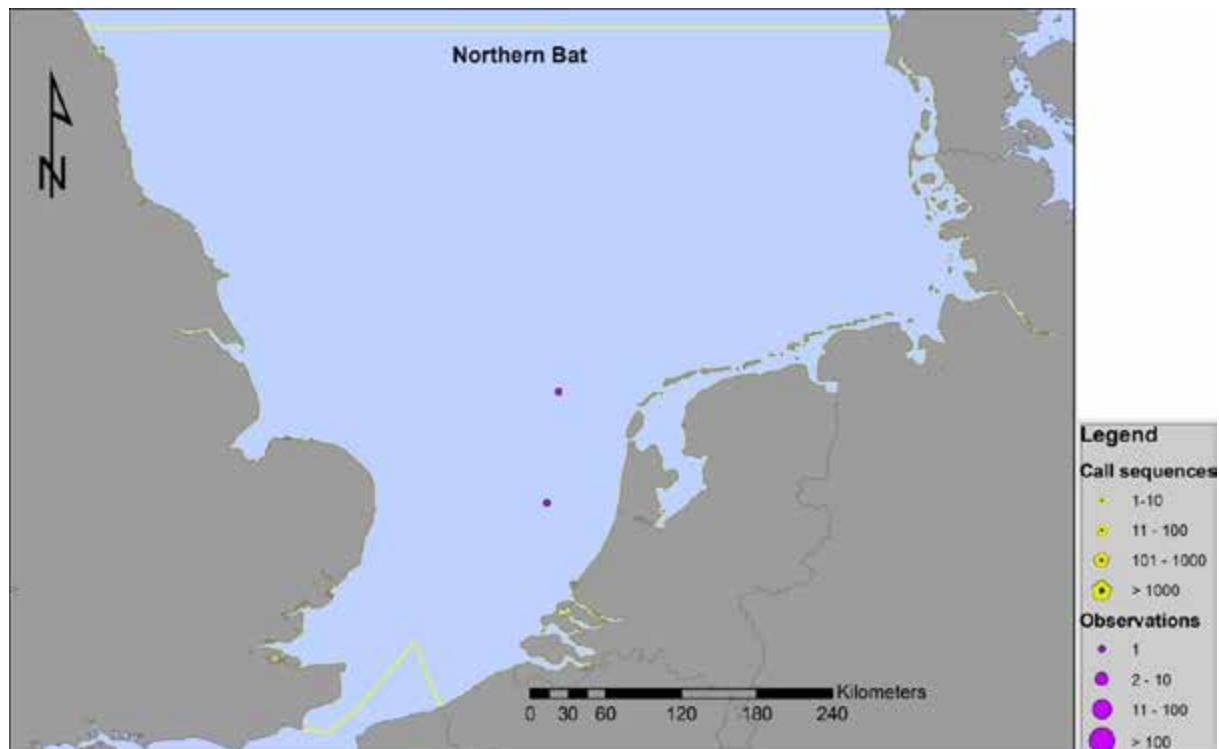 Northern Bat
N
Kilometers
0 30 60 120 180 240
Legend
Call sequences
1-10
11 - 100
101 - 1000
> 1000
Observations
1
2 - 10
11 - 100
> 100